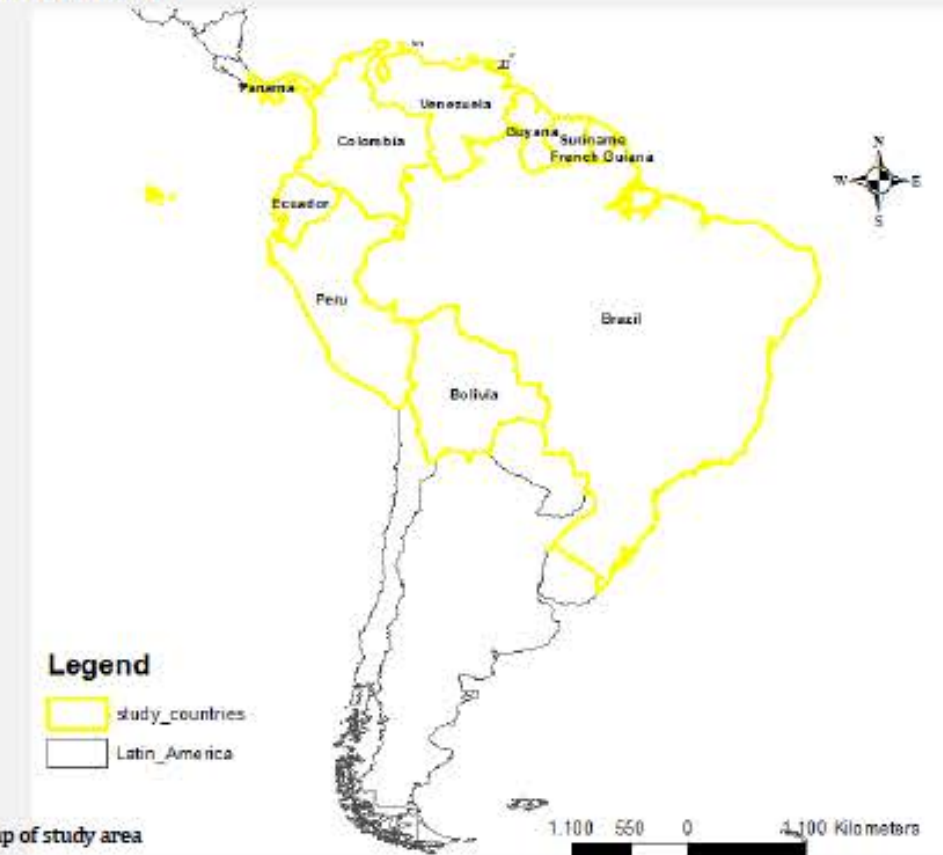 Panama
Venezuela
Colombia
Guyana
Suriname
French Guiana
N
W
E
S
Ecuador
Peru
Brazil
Bolivia
Legend
study_countries
Latin_America
of study area
1.100 550 0 1,100 Kilometers